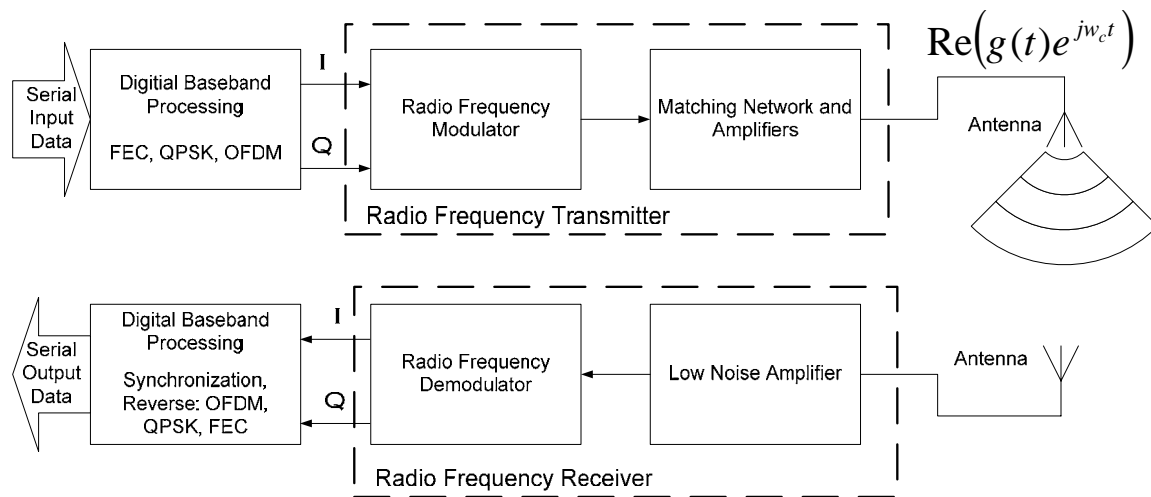 Re(g(t)e^{jw_c t})
Serial
Input
Data
Digitial Baseband
Processing
FEC, QPSK, OFDM
I
Q
Radio Frequency
Modulator
Matching Network and
Amplifiers
Antenna
Radio Frequency Transmitter
Serial
Output
Data
Digital Baseband
Processing
Synchronization,
Reverse: OFDM,
QPSK, FEC
I
Q
Radio Frequency
Demodulator
Low Noise Amplifier
Antenna
Radio Frequency Receiver